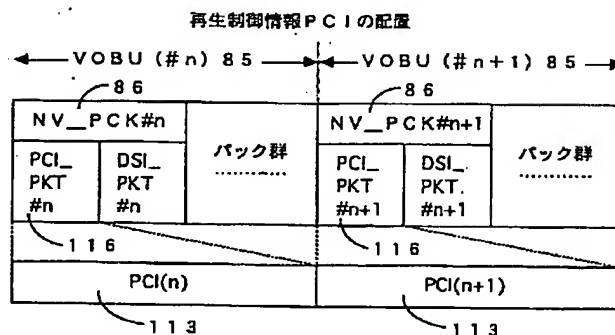 再生制御情報PCIの配置
VOBU(#n)85 VOBU(#n+1)85
86 86
NV_PCK#n NV_PCK#n+1
PCI_ DSI_ パック群 PCI_ DSI_ パック群
PKT PKT ........ PKT PKT. ........
#n #n #n+1 #n+1
116 116
PCI(n) PCI(n+1)
113 113